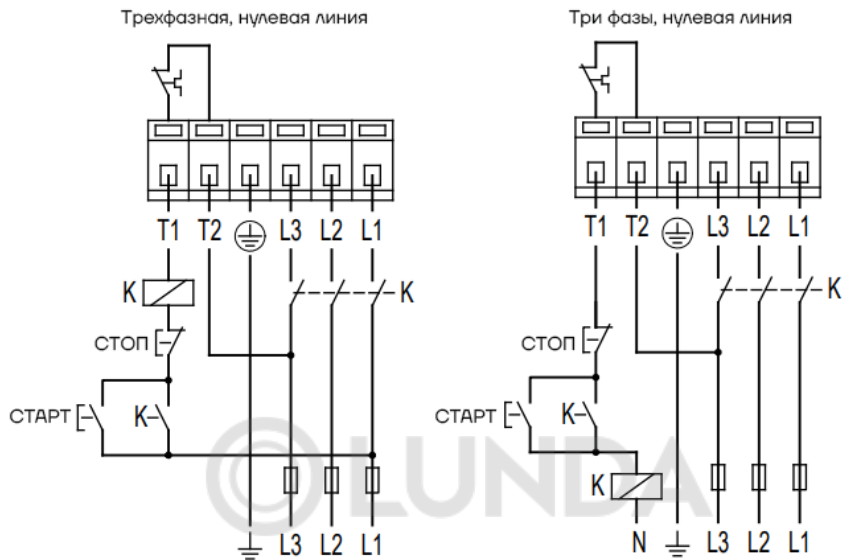 Трехфазная, нулевая линия
T1 T2 L3 L2 L1
K
K
СТОП
СТАРТ
K
L3 L2 L1
Три фазы, нулевая линия
T1 T2 L3 L2 L1
K
СТОП
СТАРТ
K
K
N L3 L2 L1
LUNDA